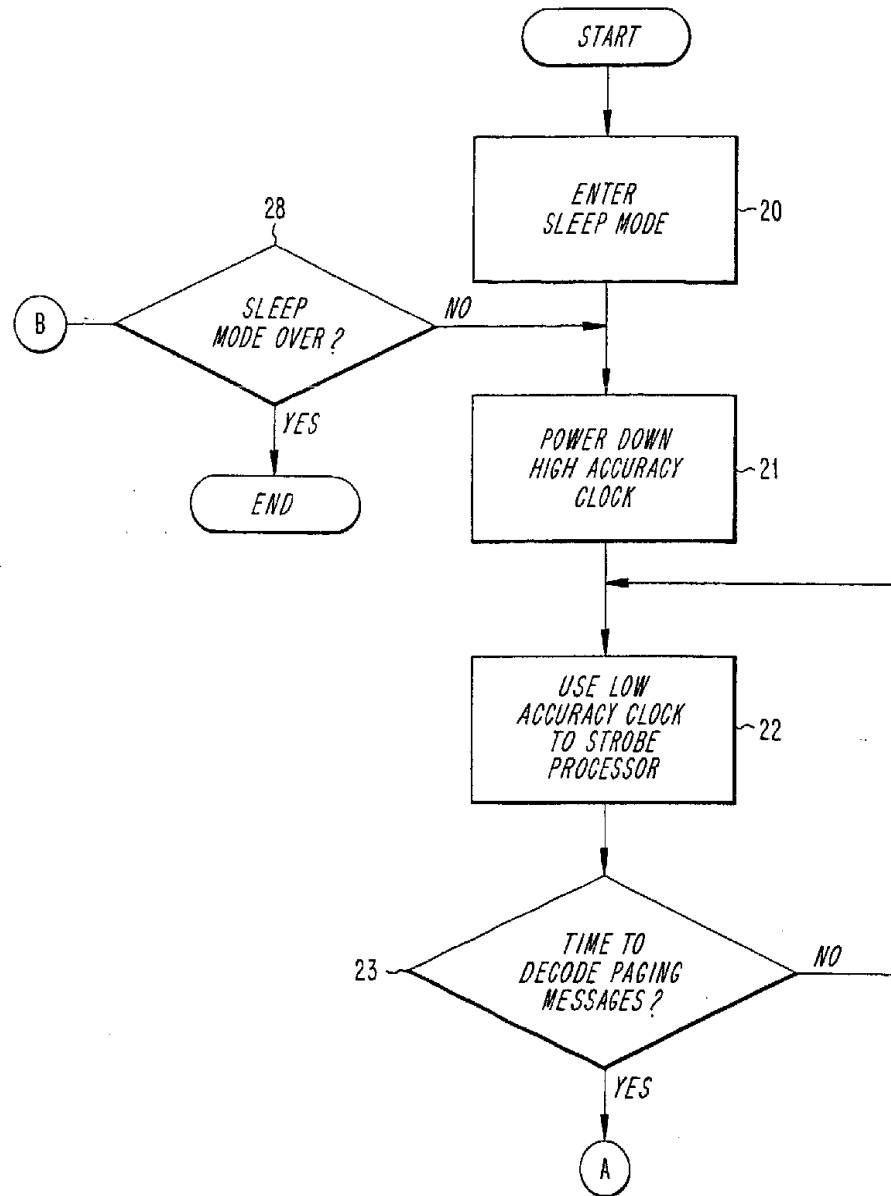 START
ENTER
SLEEP MODE
20
28
B
SLEEP
MODE OVER?
NO
YES
END
POWER DOWN
HIGH ACCURACY
CLOCK
21
USE LOW
ACCURACY CLOCK
TO STROBE
PROCESSOR
22
23
TIME TO
DECODE PAGING
MESSAGES?
NO
YES
A